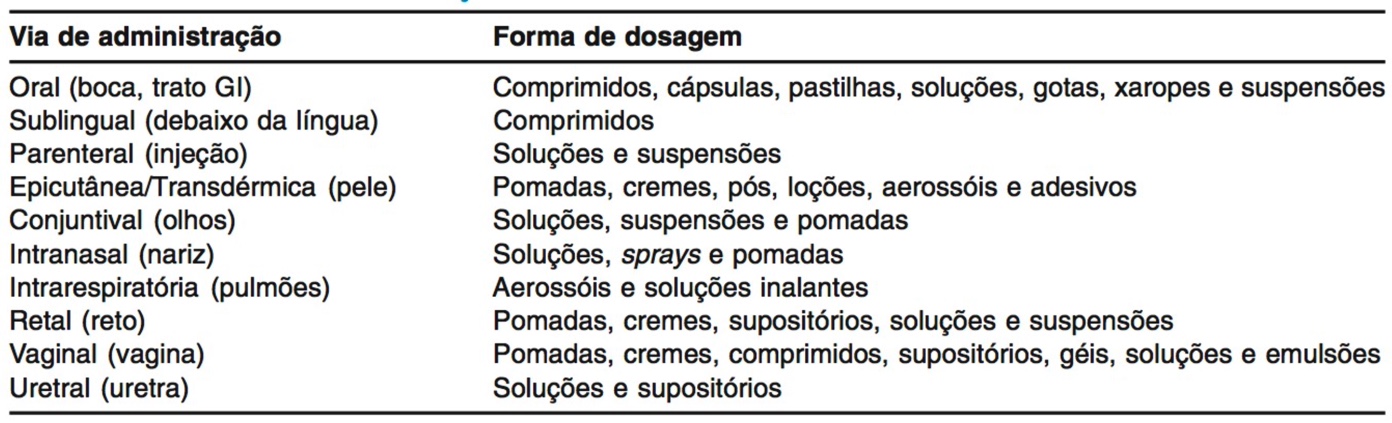 Via de administração Forma de dosagem
Oral (boca, trato GI) Comprimidos, cápsulas, pastilhas, soluções, gotas, xaropes e suspensões
Sublingual (debaixo da língua) Comprimidos
Parenteral (injeção) Soluções e suspensões
Epicutânea/Transdérmica (pele) Pomadas, cremes, pós, loções, aerossóis e adesivos
Conjuntival (olhos) Soluções, suspensões e pomadas
Intranasal (nariz) Soluções, sprays e pomadas
Intrarespiratória (pulmões) Aerossóis e soluções inalantes
Retal (reto) Pomadas, cremes, supositórios, soluções e suspensões
Vaginal (vagina) Pomadas, cremes, comprimidos, supositórios, géis, soluções e emulsões
Uretral (uretra) Soluções e supositórios